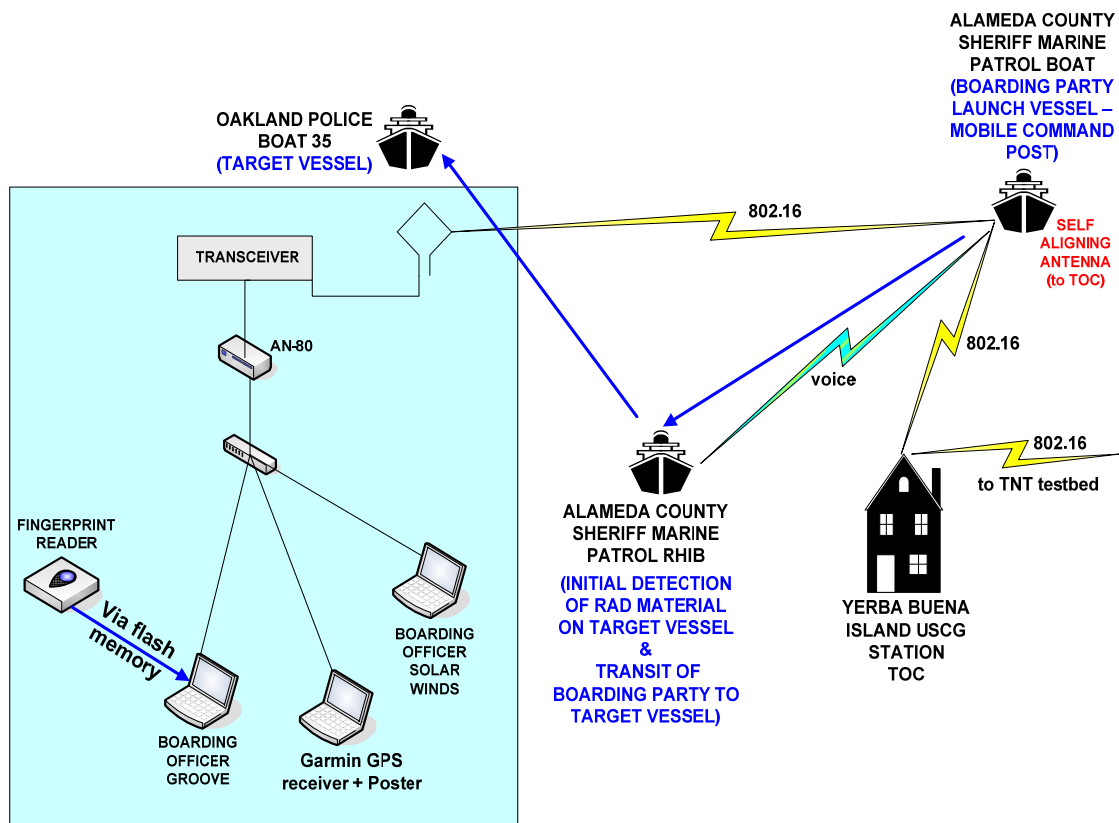 ALAMEDA COUNTY
SHERIFF MARINE
PATROL BOAT
(BOARDING PARTY
LAUNCH VESSEL –
MOBILE COMMAND
POST)
OAKLAND POLICE
BOAT 35
(TARGET VESSEL)
802.16
SELF
ALIGNING
ANTENNA
(to TOC)
TRANSCEIVER
AN-80
802.16
voice
802.16
to TNT testbed
FINGERPRINT
READER
Via flash
memory
BOARDING
OFFICER
SOLAR
WINDS
BOARDING
OFFICER
GROOVE
Garmin GPS
receiver + Poster
ALAMEDA COUNTY
SHERIFF MARINE
PATROL RHIB
(INITIAL DETECTION
OF RAD MATERIAL
ON TARGET VESSEL
&
TRANSIT OF
BOARDING PARTY TO
TARGET VESSEL)
YERBA BUENA
ISLAND USCG
STATION
TOC